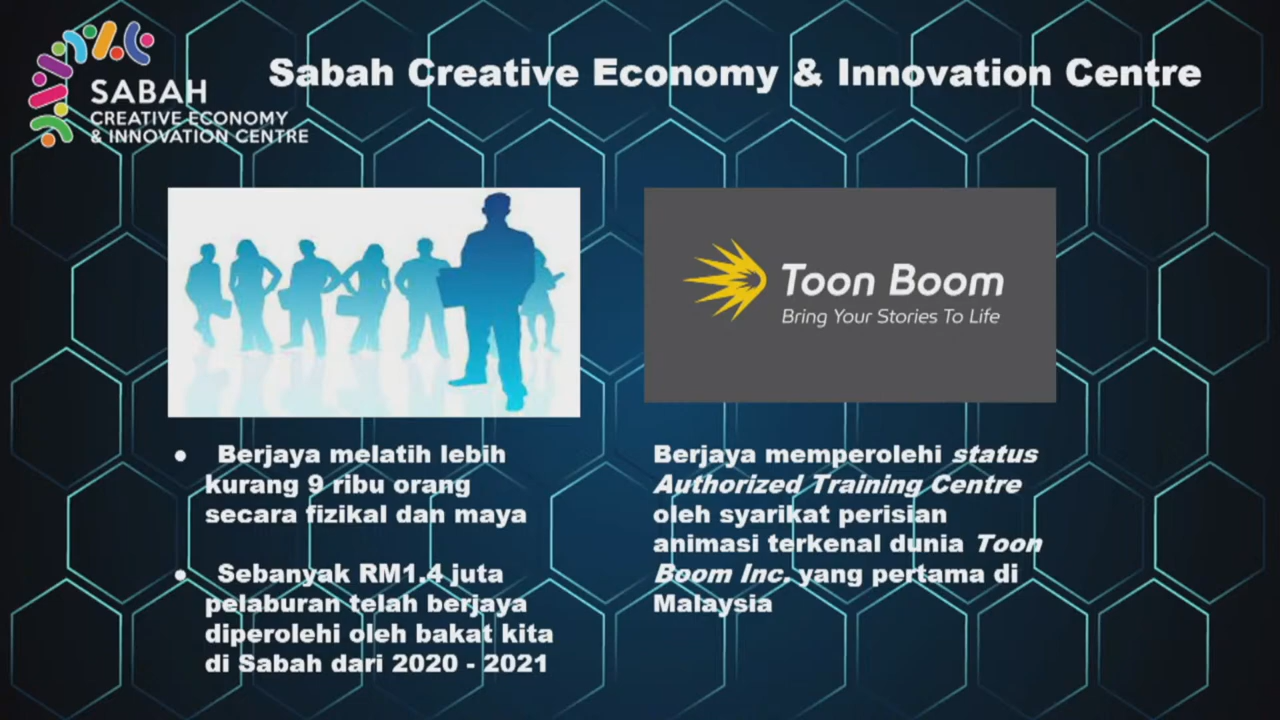 SABAH
CREATIVE ECONOMY
& INNOVATION CENTRE
Sabah Creative Economy & Innovation Centre
Toon Boom
Bring Your Stories To Life
● Berjaya melatih lebih
kurang 9 ribu orang
secara fizikal dan maya
● Sebanyak RM1.4 juta
pelaburan telah berjaya
diperolehi oleh bakat kita
di Sabah dari 2020 - 2021
Berjaya memperolehi status
Authorized Training Centre
oleh syarikat perisian
animasi terkenal dunia Toon
Boom Inc. yang pertama di
Malaysia